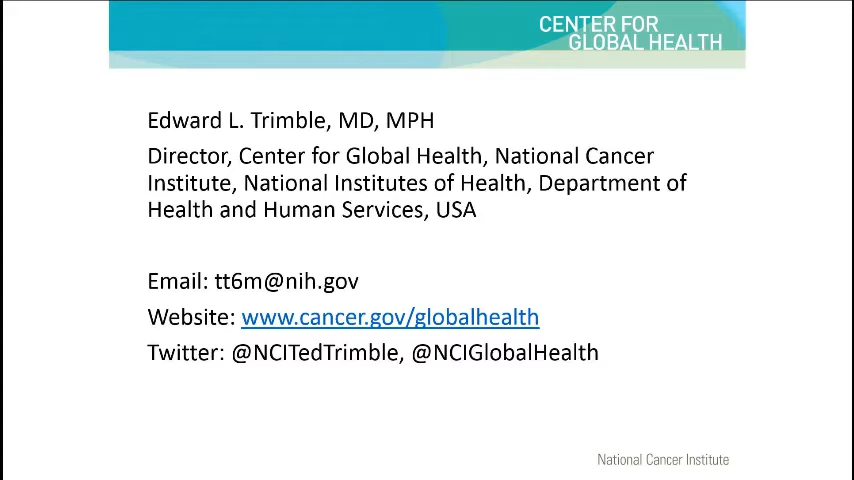 CENTER FOR
GLOBAL HEALTH
Edward L. Trimble, MD, MPH
Director, Center for Global Health, National Cancer
Institute, National Institutes of Health, Department of
Health and Human Services, USA
Email: tt6m@nih.gov
Website: www.cancer.gov/globalhealth
Twitter: @NCITedTrimble, @NCIGlobalHealth
National Cancer Institute